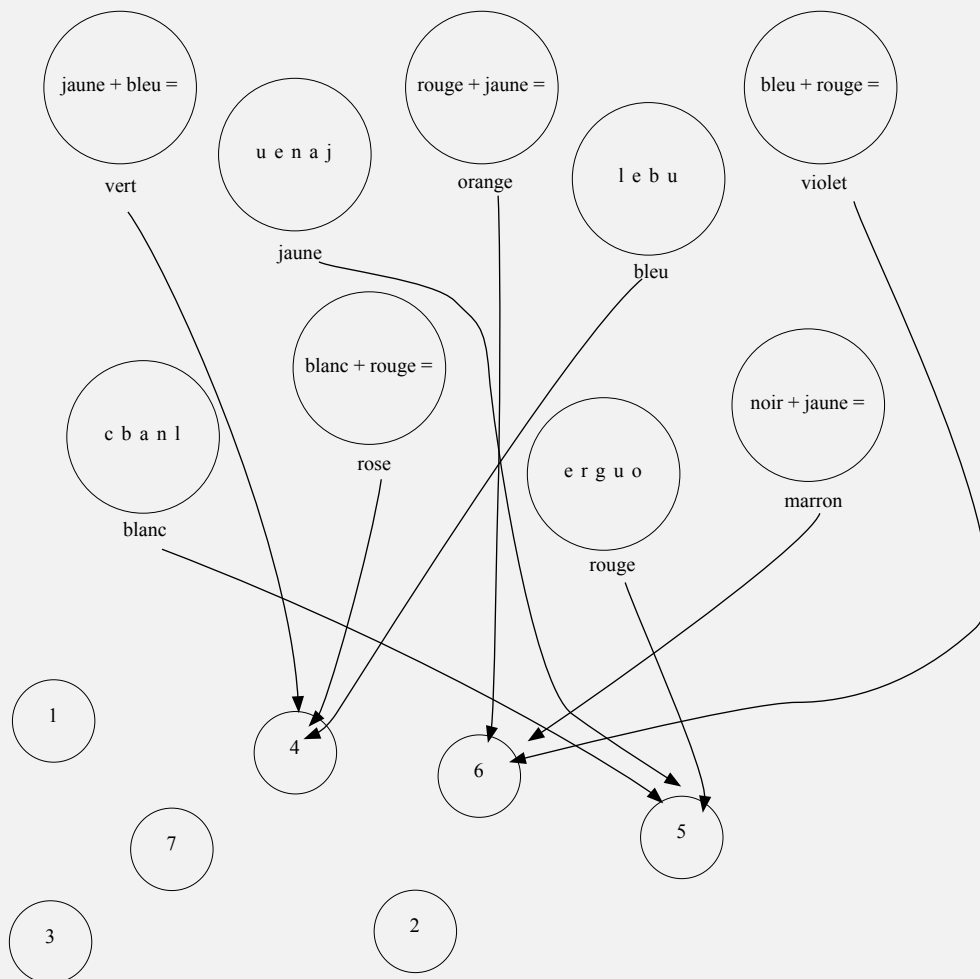 jaune + bleu =
rouge + jaune =
bleu + rouge =
u e n a j
l e b u
vert
orange
violet
jaune
bleu
blanc + rouge =
noir + jaune =
c b a n l
e r g u o
rose
marron
blanc
rouge
1
4
6
5
7
2
3